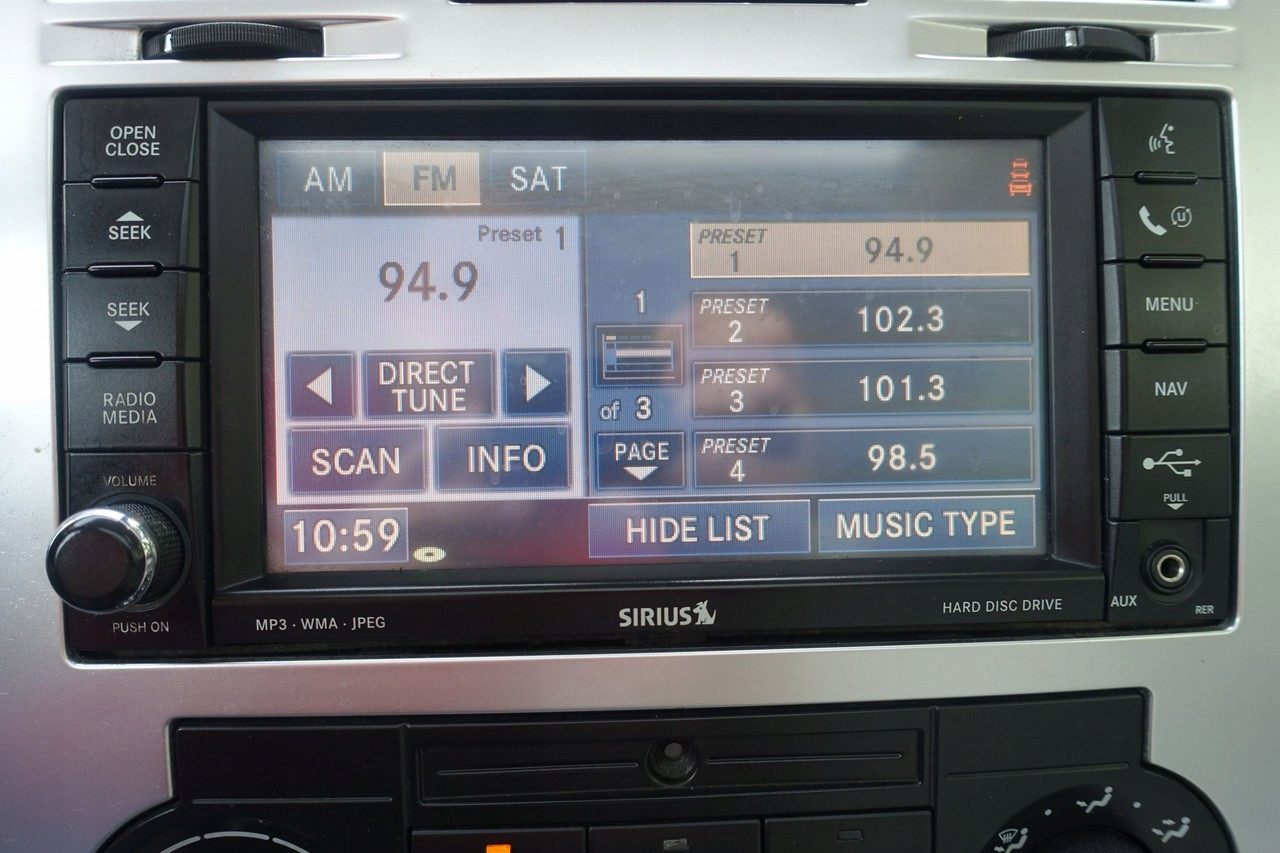 OPEN
CLOSE
SEEK
SEEK
RADIO
MEDIA
VOLUME
PUSH ON
AM FM SAT
Preset 1
94.9
DIRECT
TUNE
SCAN INFO
10:59
1
of 3
PAGE
PRESET
1 94.9
PRESET
2 102.3
PRESET
3 101.3
PRESET
4 98.5
HIDE LIST MUSIC TYPE
MP3 · WMA · JPEG
SIRIUS
HARD DISC DRIVE
u
MENU
NAV
PULL
AUX
RER